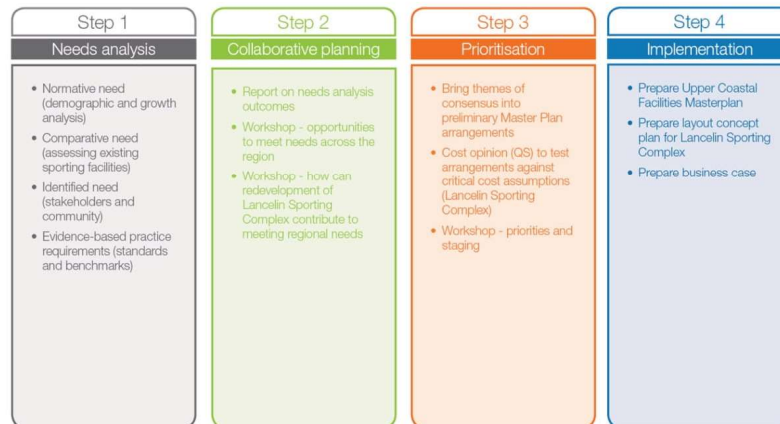 Step 1
Needs analysis
• Normative need
(demographic and growth
analysis)
• Comparative need
(assessing existing
sporting facilities)
• Identified need
(stakeholders and
community)
• Evidence-based practice
requirements (standards
and benchmarks)
Step 2
Collaborative planning
• Report on needs analysis
outcomes
• Workshop - opportunities
to meet needs across the
region
• Workshop - how can
redevelopment of
Lancelin Sporting
Complex contribute to
meeting regional needs
Step 3
Prioritisation
• Bring themes of
consensus into
preliminary Master Plan
arrangements
• Cost opinion (QS) to test
arrangements against
critical cost assumptions
(Lancelin Sporting
Complex)
• Workshop - priorities and
staging
Step 4
Implementation
• Prepare Upper Coastal
Facilities Masterplan
• Prepare layout concept
plan for Lancelin Sporting
Complex
• Prepare business case